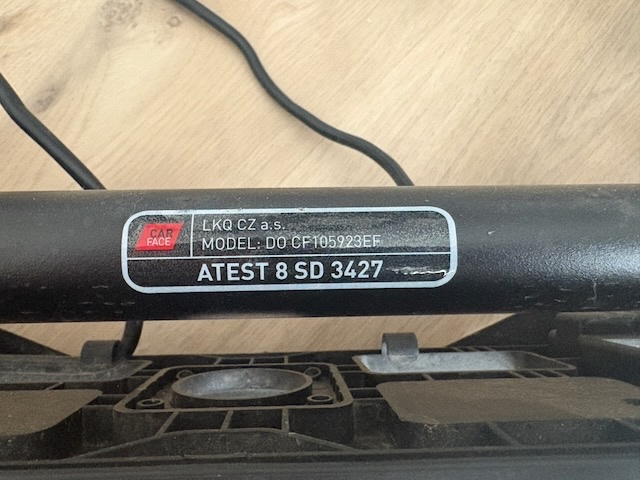 CAR
FACE
LKQ CZ a.s.
MODEL: DO CF105923EF
ATEST 8 SD 3427